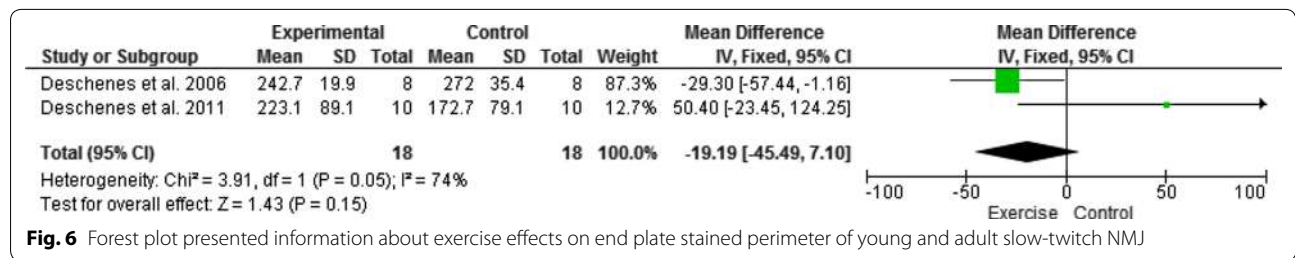 Experimental Control Mean Difference Mean Difference
Study or Subgroup Mean SD Total Mean SD Total Weight IV, Fixed, 95% CI IV, Fixed, 95% CI
Deschenes et al. 2006 242.7 19.9 8 272 35.4 8 87.3% -29.30 [-57.44, -1.16]
Deschenes et al. 2011 223.1 89.1 10 172.7 79.1 10 12.7% 50.40 [-23.45, 124.25]
Total (95% CI) 18 18 100.0% -19.19 [-45.49, 7.10]
Heterogeneity: Chi² = 3.91, df = 1 (P = 0.05); I² = 74%
Test for overall effect: Z = 1.43 (P = 0.15)
-100 -50 0 50 100
Exercise Control
Fig. 6 Forest plot presented information about exercise effects on end plate stained perimeter of young and adult slow-twitch NMJ